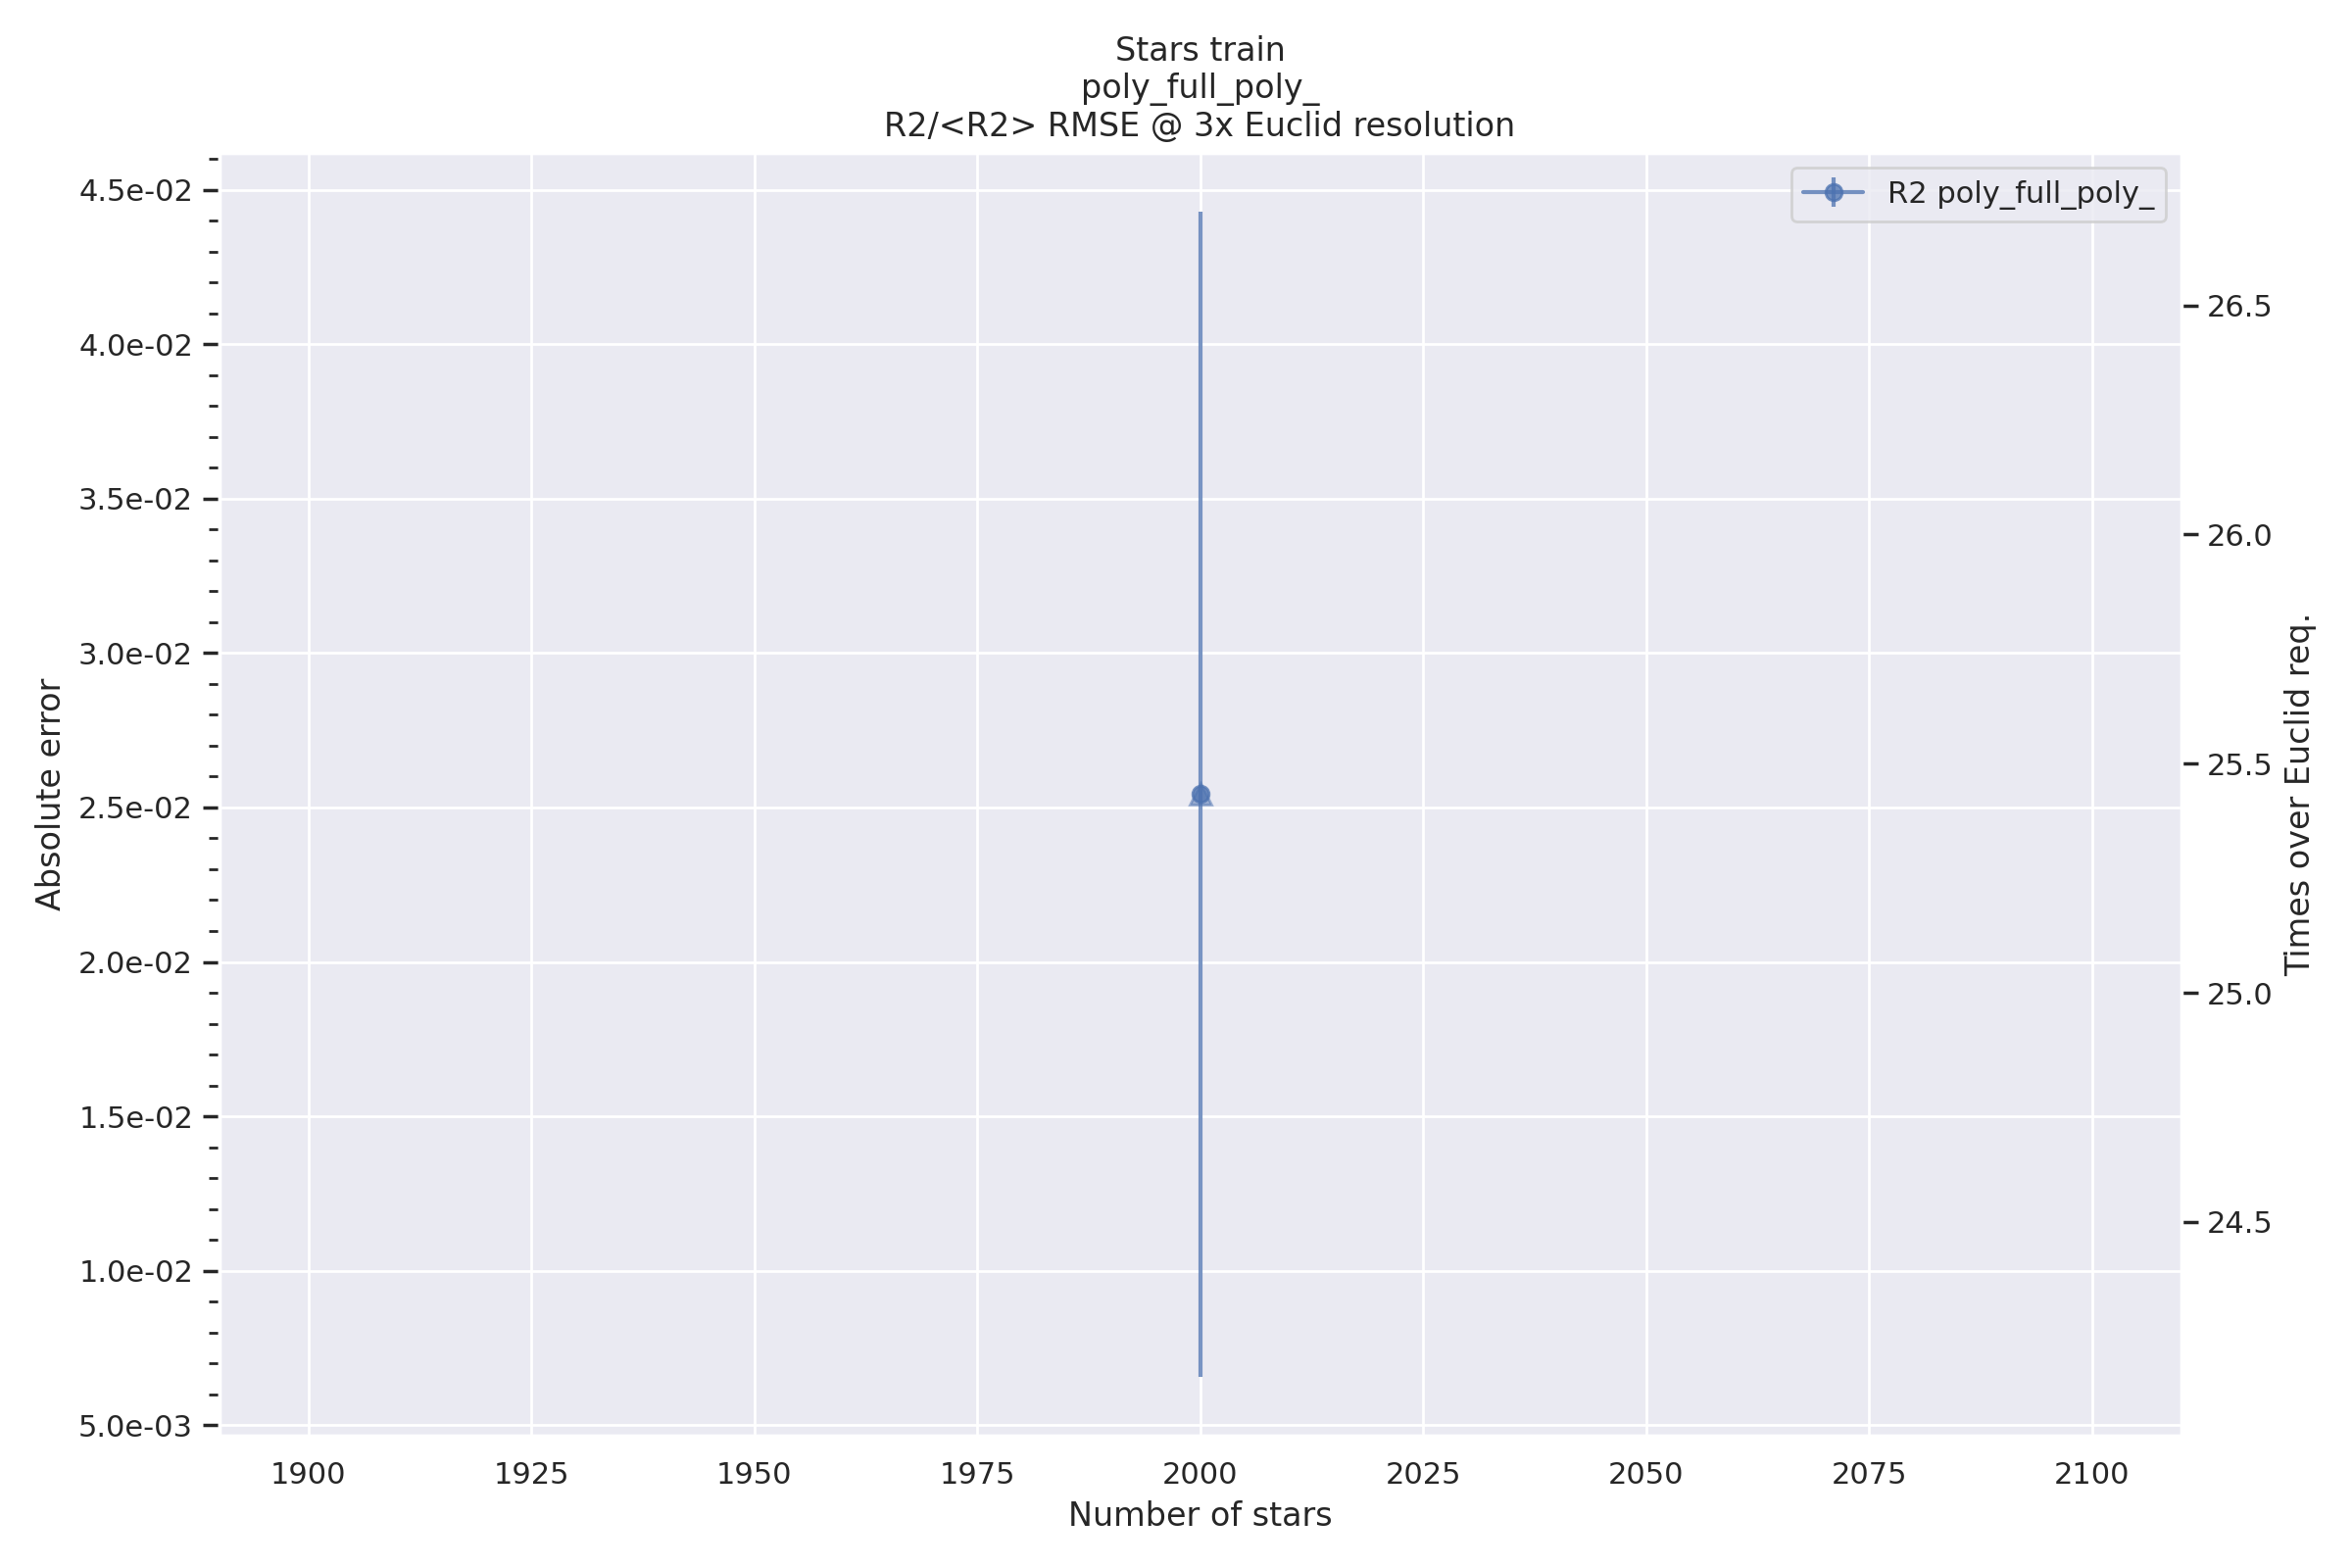 Stars train
poly_full_poly_
R2/<R2> RMSE @ 3x Euclid resolution
R2 poly_full_poly_
Absolute error
4.5e-02
4.0e-02
3.5e-02
3.0e-02
2.5e-02
2.0e-02
1.5e-02
1.0e-02
5.0e-03
26.5
26.0
25.5
25.0
24.5
Times over Euclid req.
1900 1925 1950 1975 2000 2025 2050 2075 2100
Number of stars